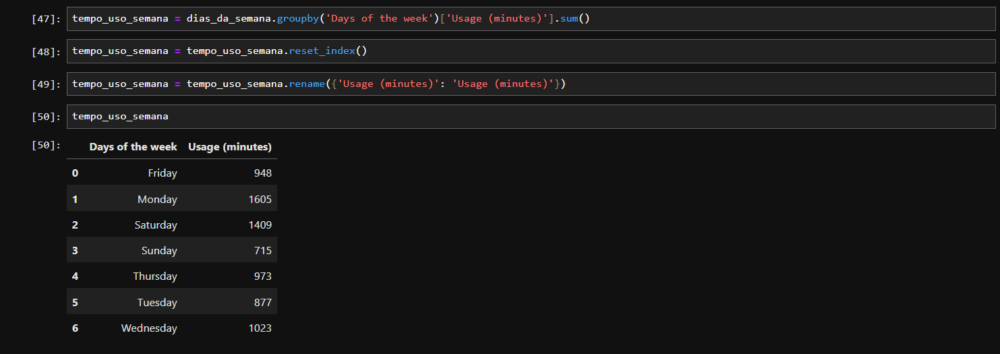 [47]: tempo_uso_semana = dias_da_semana.groupby('Days of the week')['Usage (minutes)'].sum()
[48]: tempo_uso_semana = tempo_uso_semana.reset_index()
[49]: tempo_uso_semana = tempo_uso_semana.rename({'Usage (minutes)': 'Usage (minutes)'})
[50]: tempo_uso_semana
[50]: Days of the week Usage (minutes)
0 Friday 948
1 Monday 1605
2 Saturday 1409
3 Sunday 715
4 Thursday 973
5 Tuesday 877
6 Wednesday 1023